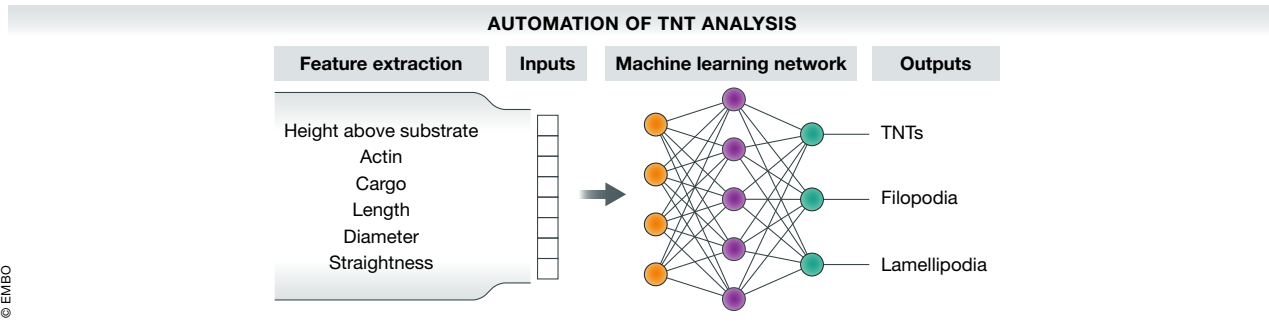 AUTOMATION OF TNT ANALYSIS
Feature extraction
Inputs
Machine learning network
Outputs
Height above substrate
Actin
Cargo
Length
Diameter
Straightness
TNTs
Filopodia
Lamellipodia
© EMBO